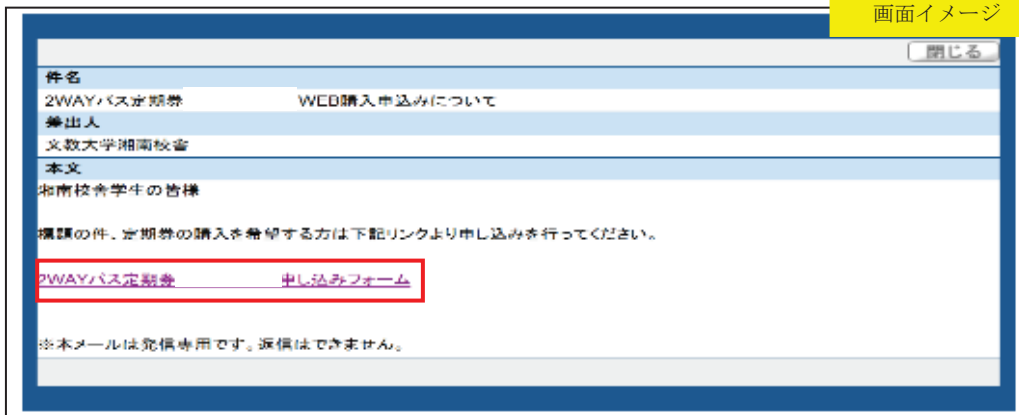 画面イメージ
閉じる
件名
2WAYバス定期券 WEB購入申込みについて
差出人
文教大学湘南校舎
本文
湘南校舎学生の皆様
標題の件、定期券の購入を希望する方は下記リンクより申し込みを行ってください。
2WAYバス定期券 申し込みフォーム
※本メールは発信専用です。返信はできません。